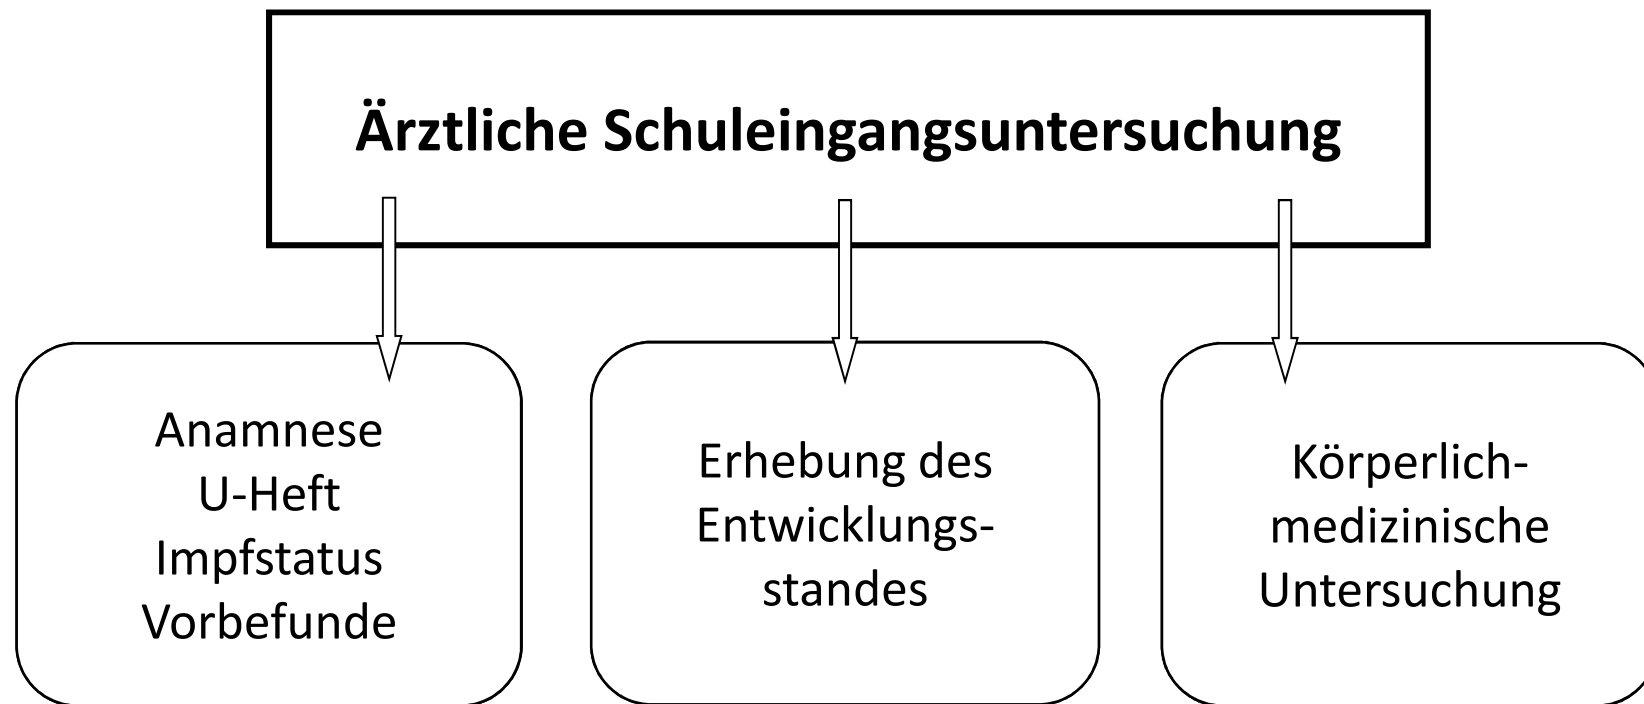 Ärztliche Schuleingangsuntersuchung
Anamnese
U-Heft
Impfstatus
Vorbefunde
Erhebung des
Entwicklungs-
standes
Körperlich-
medizinische
Untersuchung